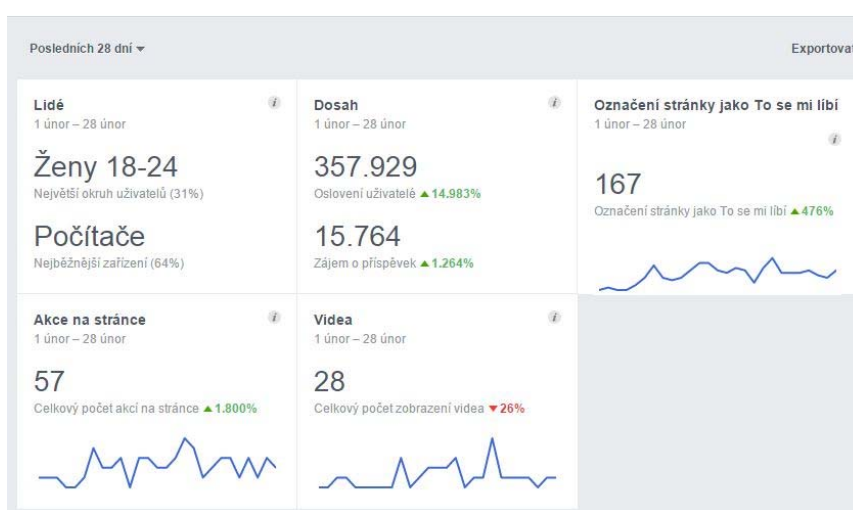 Posledních 28 dní
Exportovat
Lidé
1 únor – 28 únor
Ženy 18-24
Největší okruh uživatelů (31%)
Počítače
Nejběžnější zařízení (64%)
Dosah
1 únor – 28 únor
357.929
Oslovení uživatelé ▲ 14.983%
15.764
Zájem o příspěvek ▲ 1.264%
Označení stránky jako To se mi líbí
1 únor – 28 únor
167
Označení stránky jako To se mi líbí ▲ 476%
Akce na stránce
1 únor – 28 únor
57
Celkový počet akcí na stránce ▲ 1.800%
Videa
1 únor – 28 únor
28
Celkový počet zobrazení videa ▼ 26%